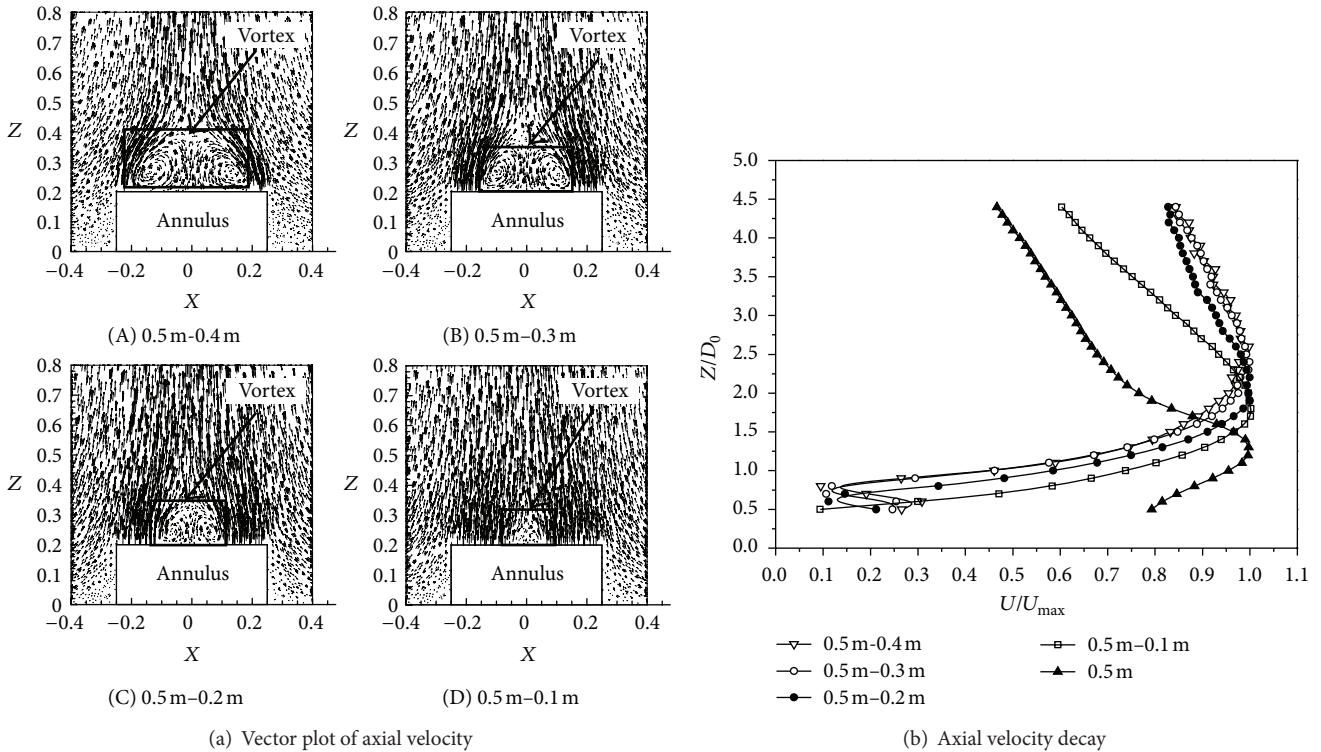 0.8
0.7
0.6
0.5
Z 0.4
0.3
0.2
0.1
0
Vortex
Annulus
−0.4 −0.2 0 0.2 0.4
X
(A) 0.5 m-0.4 m
0.8
0.7
0.6
0.5
Z 0.4
0.3
0.2
0.1
0
Vortex
Annulus
−0.4 −0.2 0 0.2 0.4
X
(B) 0.5 m–0.3 m
0.8
0.7
0.6
0.5
Z 0.4
0.3
0.2
0.1
0
Vortex
Annulus
−0.4 −0.2 0 0.2 0.4
X
(C) 0.5 m–0.2 m
0.8
0.7
0.6
0.5
Z 0.4
0.3
0.2
0.1
0
Vortex
Annulus
−0.4 −0.2 0 0.2 0.4
X
(D) 0.5 m–0.1 m
(a) Vector plot of axial velocity
5.0
4.5
4.0
3.5
3.0
Z/D0
2.5
2.0
1.5
1.0
0.5
0.0
0.0 0.1 0.2 0.3 0.4 0.5 0.6 0.7 0.8 0.9 1.0 1.1
U/Umax
0.5 m-0.4 m
0.5 m–0.3 m
0.5 m–0.2 m
0.5 m–0.1 m
0.5 m
(b) Axial velocity decay